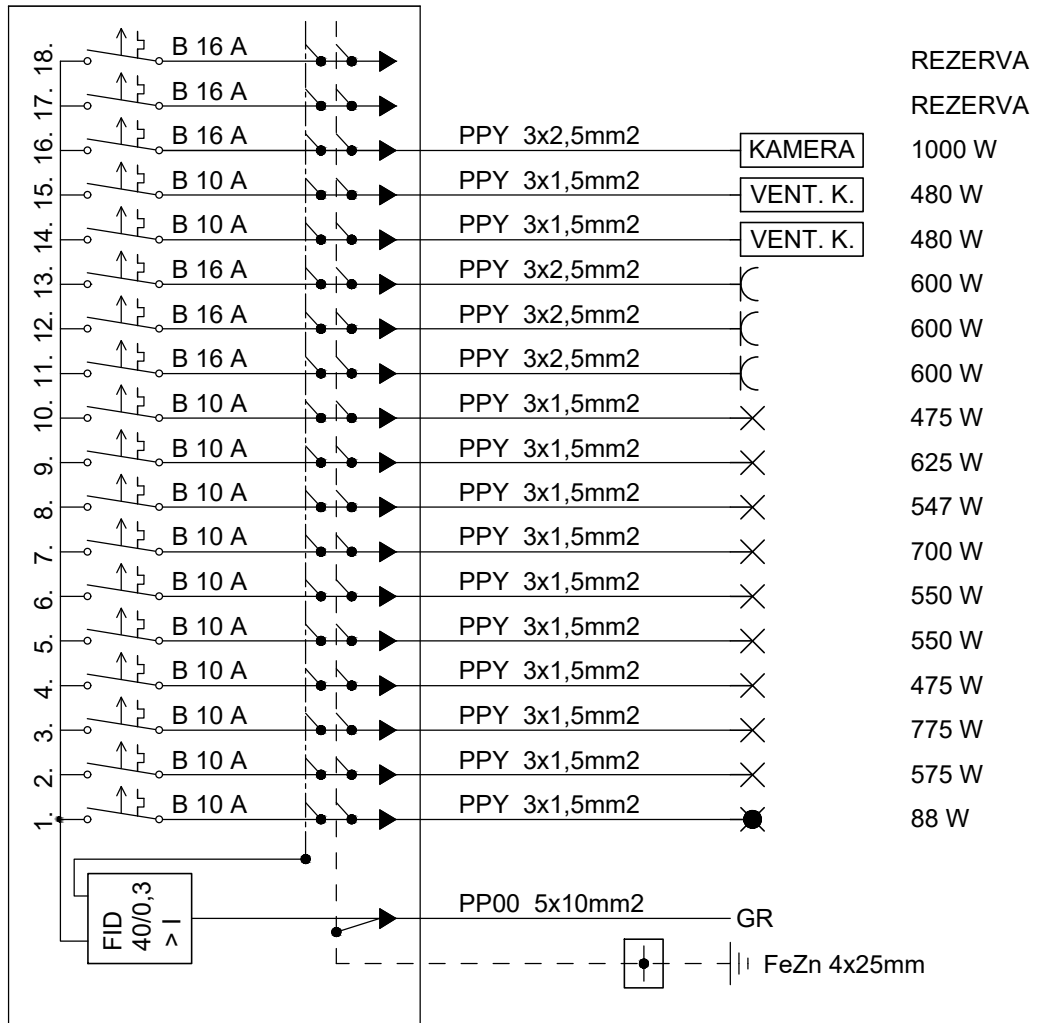 18. B 16 A REZERVA
17. B 16 A REZERVA
16. B 16 A PPY 3x2,5mm2 KAMERA 1000 W
15. B 10 A PPY 3x1,5mm2 VENT. K. 480 W
14. B 10 A PPY 3x1,5mm2 VENT. K. 480 W
13. B 16 A PPY 3x2,5mm2 600 W
12. B 16 A PPY 3x2,5mm2 600 W
11. B 16 A PPY 3x2,5mm2 600 W
10. B 10 A PPY 3x1,5mm2 475 W
9. B 10 A PPY 3x1,5mm2 625 W
8. B 10 A PPY 3x1,5mm2 547 W
7. B 10 A PPY 3x1,5mm2 700 W
6. B 10 A PPY 3x1,5mm2 550 W
5. B 10 A PPY 3x1,5mm2 550 W
4. B 10 A PPY 3x1,5mm2 475 W
3. B 10 A PPY 3x1,5mm2 775 W
2. B 10 A PPY 3x1,5mm2 575 W
1. B 10 A PPY 3x1,5mm2 88 W
FID
40/0,3
> I
PP00 5x10mm2 GR
FeZn 4x25mm